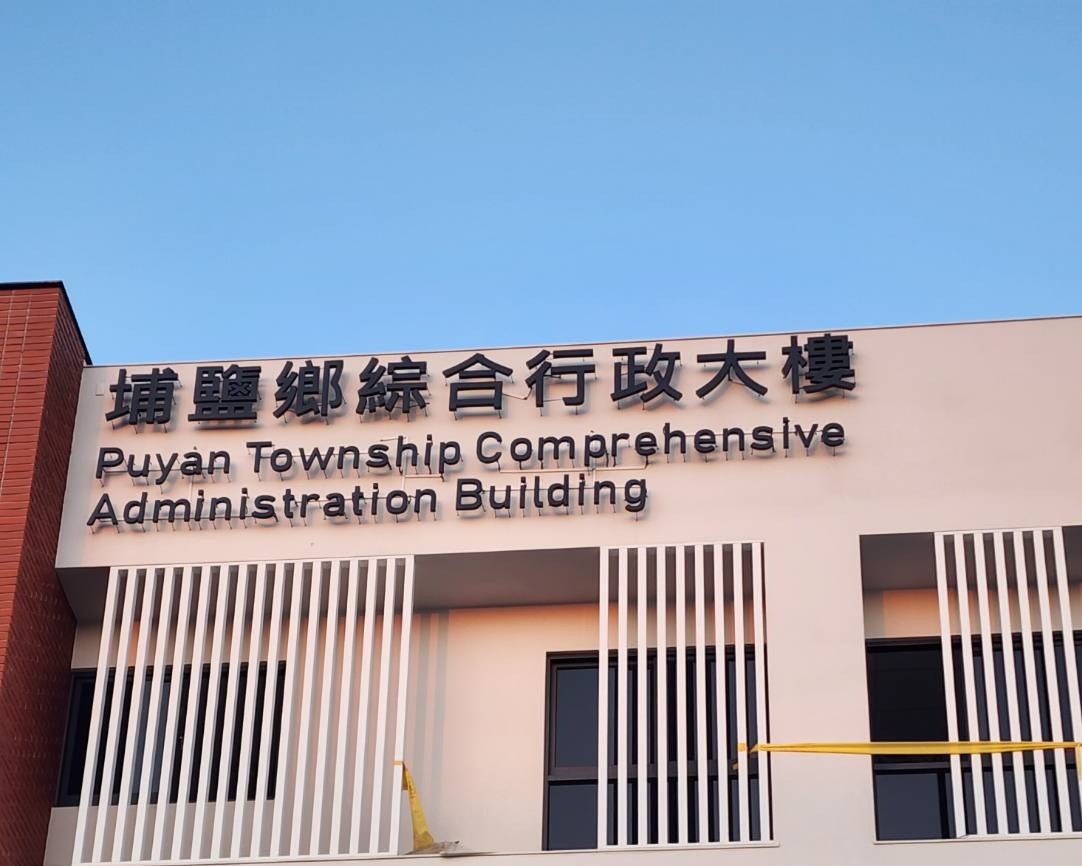 埔鹽鄉綜合行政大樓
Puyan Township Comprehensive
Administration Building